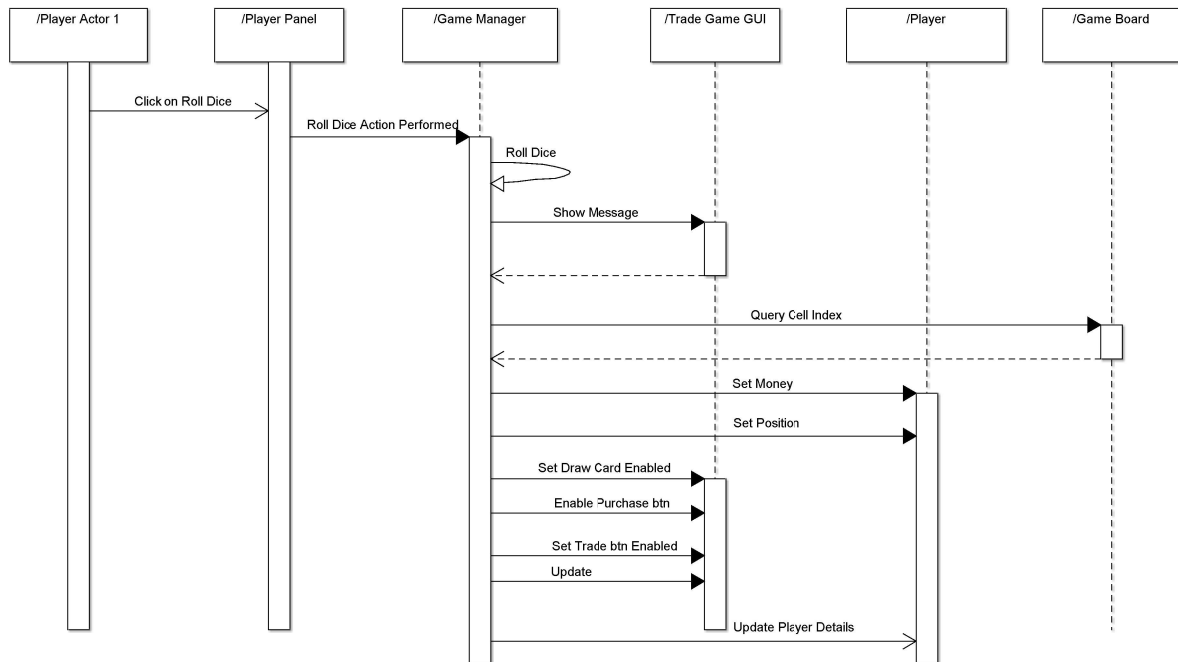 /Player Actor 1
/Player Panel
/Game Manager
/Trade Game GUI
/Player
/Game Board
Click on Roll Dice
Roll Dice Action Performed
Roll Dice
Show Message
Query Cell Index
Set Money
Set Position
Set Draw Card Enabled
Enable Purchase btn
Set Trade btn Enabled
Update
Update Player Details